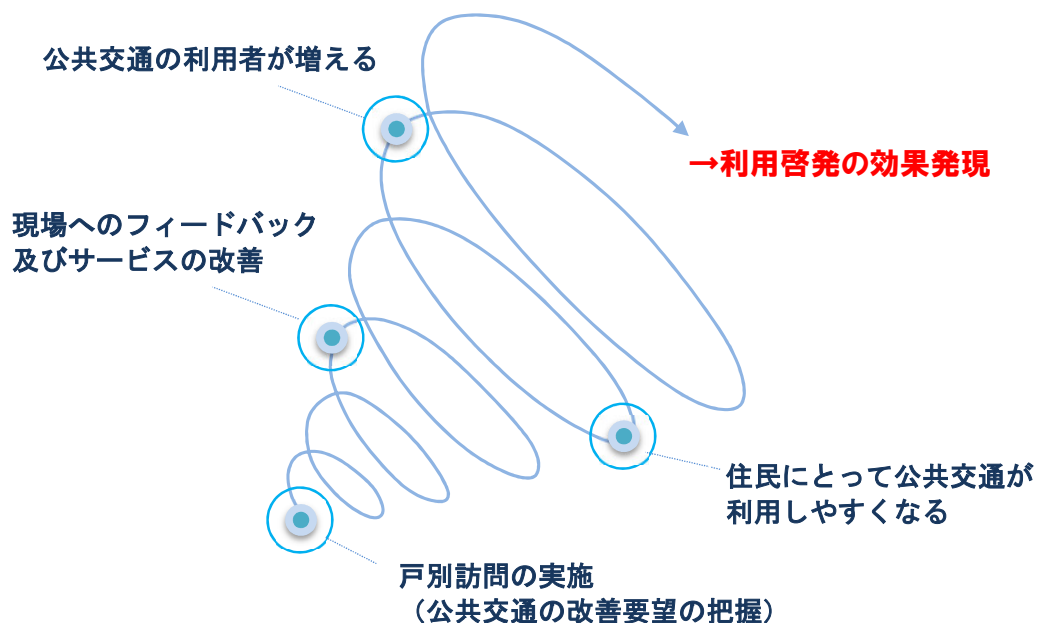 公共交通の利用者が増える
→利用啓発の効果発現
現場へのフィードバック
及びサービスの改善
住民にとって公共交通が
利用しやすくなる
戸別訪問の実施
（公共交通の改善要望の把握）